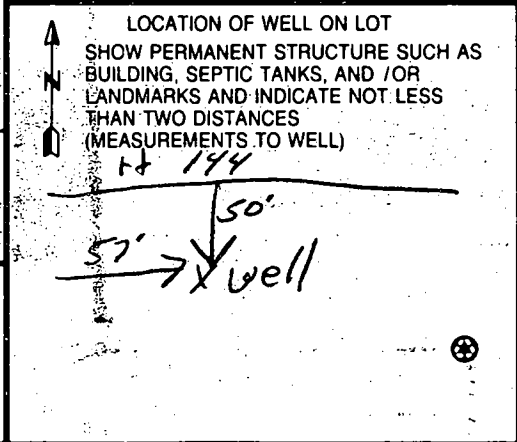 LOCATION OF WELL ON LOT
SHOW PERMANENT STRUCTURE SUCH AS
BUILDING, SEPTIC TANKS, AND /OR
LANDMARKS AND INDICATE NOT LESS
THAN TWO DISTANCES
(MEASUREMENTS TO WELL)
N
144
50'
57'
X well